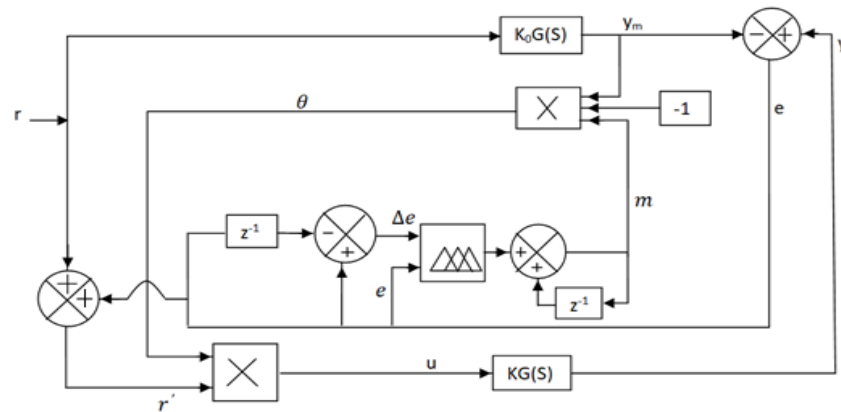 K₀G(S)
yₘ
− +
y
θ
×
-1
e
r
m
z⁻¹
−
+
Δe
e
+
+
z⁻¹
+
+
×
r´
u
KG(S)